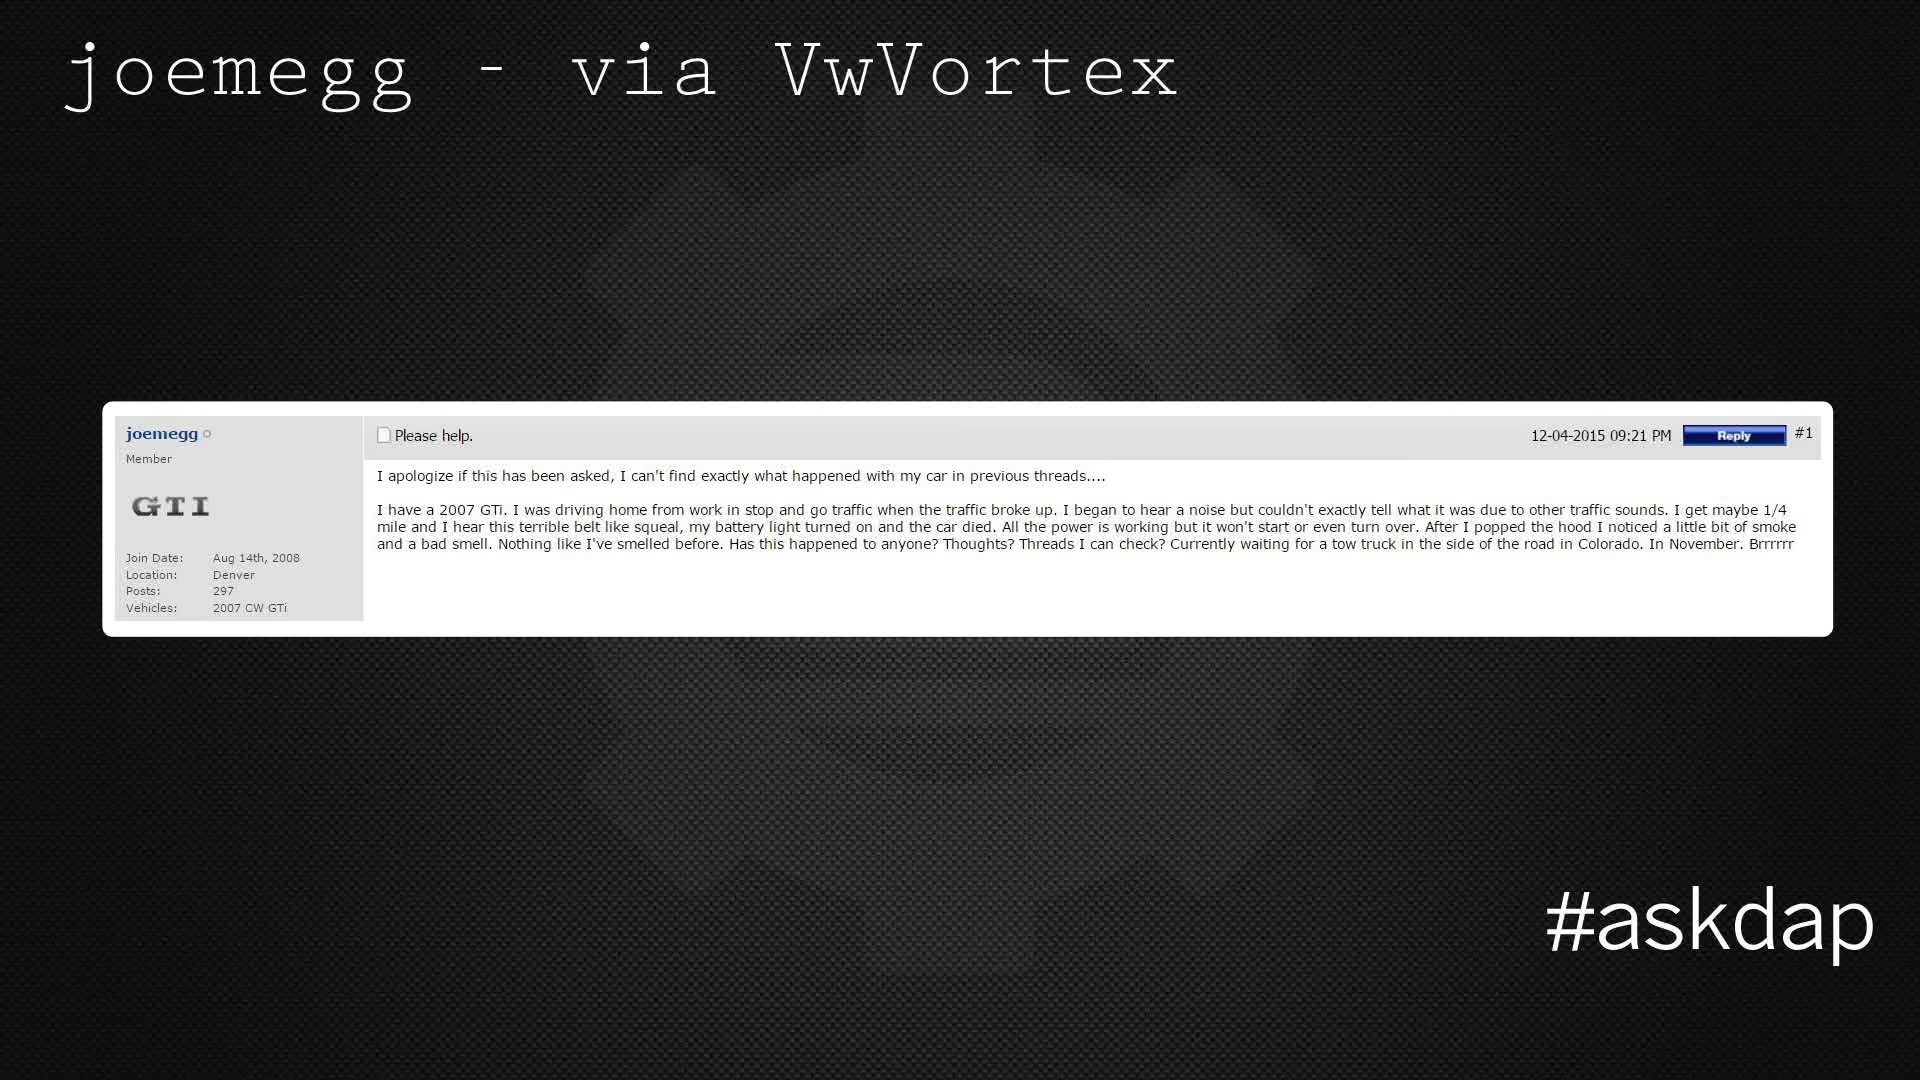 joemegg - via VwVortex
joemegg
Member
GTI
Join Date: Aug 14th, 2008
Location: Denver
Posts: 297
Vehicles: 2007 CW GTi
Please help.
12-04-2015 09:21 PM Reply #1
I apologize if this has been asked, I can't find exactly what happened with my car in previous threads....
I have a 2007 GTi. I was driving home from work in stop and go traffic when the traffic broke up. I began to hear a noise but couldn't exactly tell what it was due to other traffic sounds. I get maybe 1/4
mile and I hear this terrible belt like squeal, my battery light turned on and the car died. All the power is working but it won't start or even turn over. After I popped the hood I noticed a little bit of smoke
and a bad smell. Nothing like I've smelled before. Has this happened to anyone? Thoughts? Threads I can check? Currently waiting for a tow truck in the side of the road in Colorado. In November. Brrrrrr
#askdap